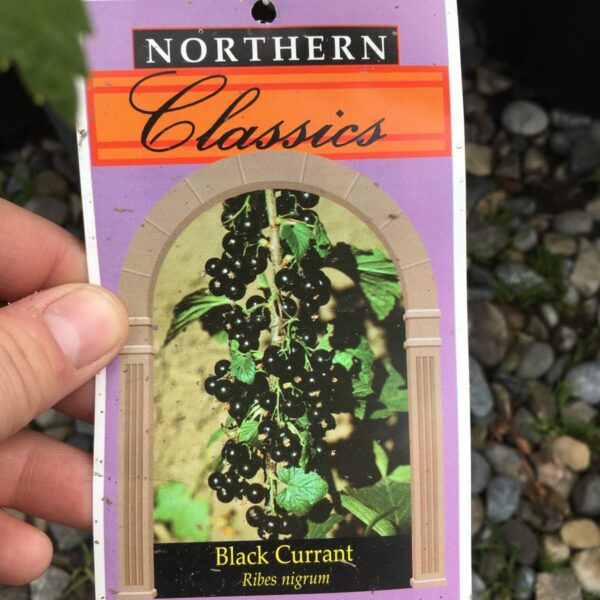 NORTHERN
Classics
Black Currant
Ribes nigrum